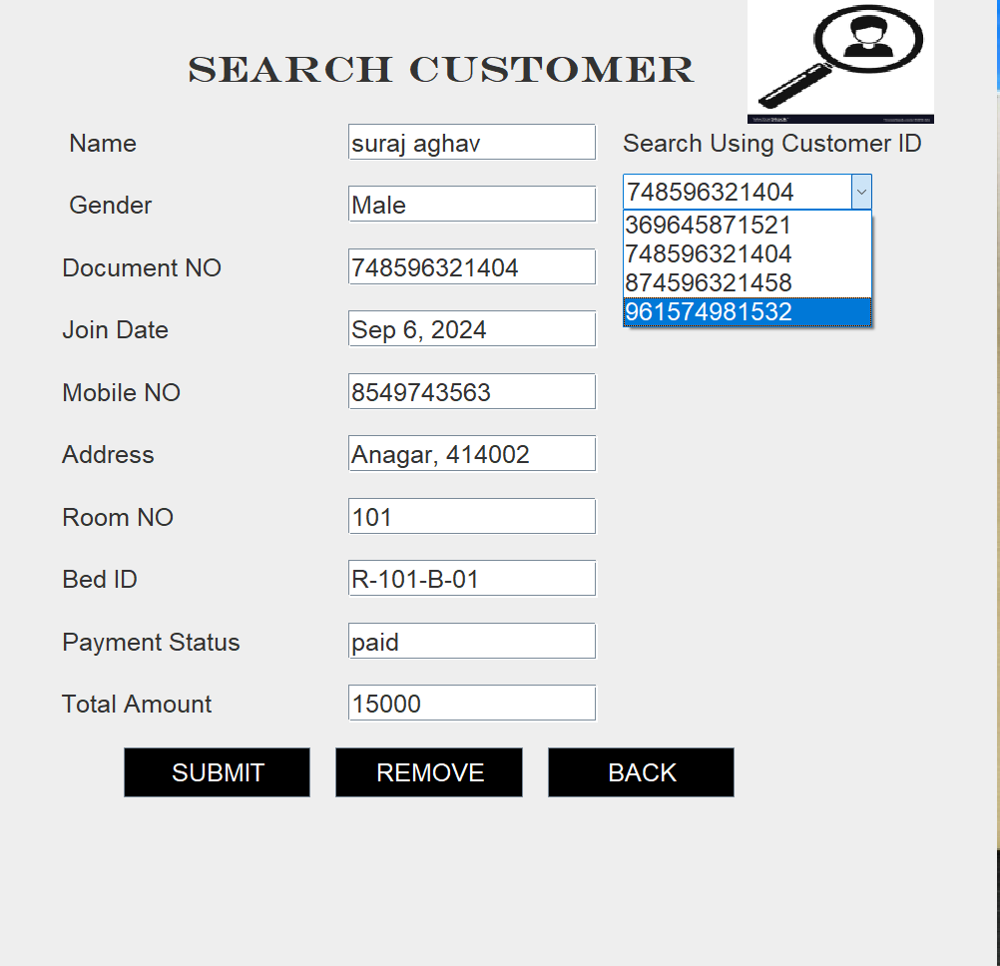 SEARCH CUSTOMER
Name
suraj aghav
Search Using Customer ID
Gender
Male
748596321404
369645871521
748596321404
874596321458
961574981532
Document NO
748596321404
Join Date
Sep 6, 2024
Mobile NO
8549743563
Address
Anagar, 414002
Room NO
101
Bed ID
R-101-B-01
Payment Status
paid
Total Amount
15000
SUBMIT
REMOVE
BACK